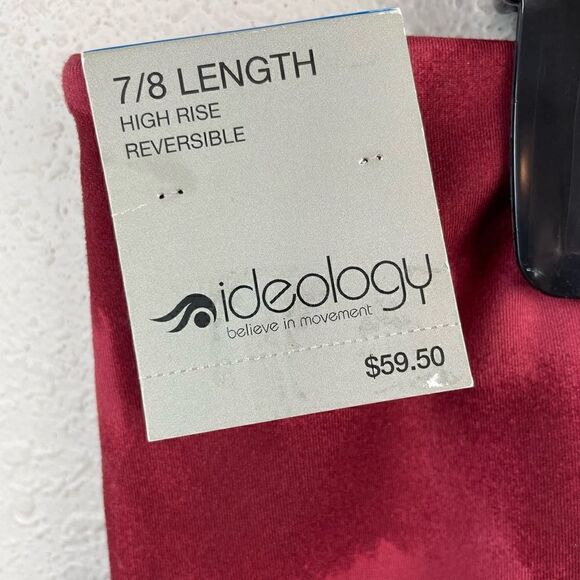 7/8 LENGTH
HIGH RISE
REVERSIBLE
ideology
believe in movement
$59.50